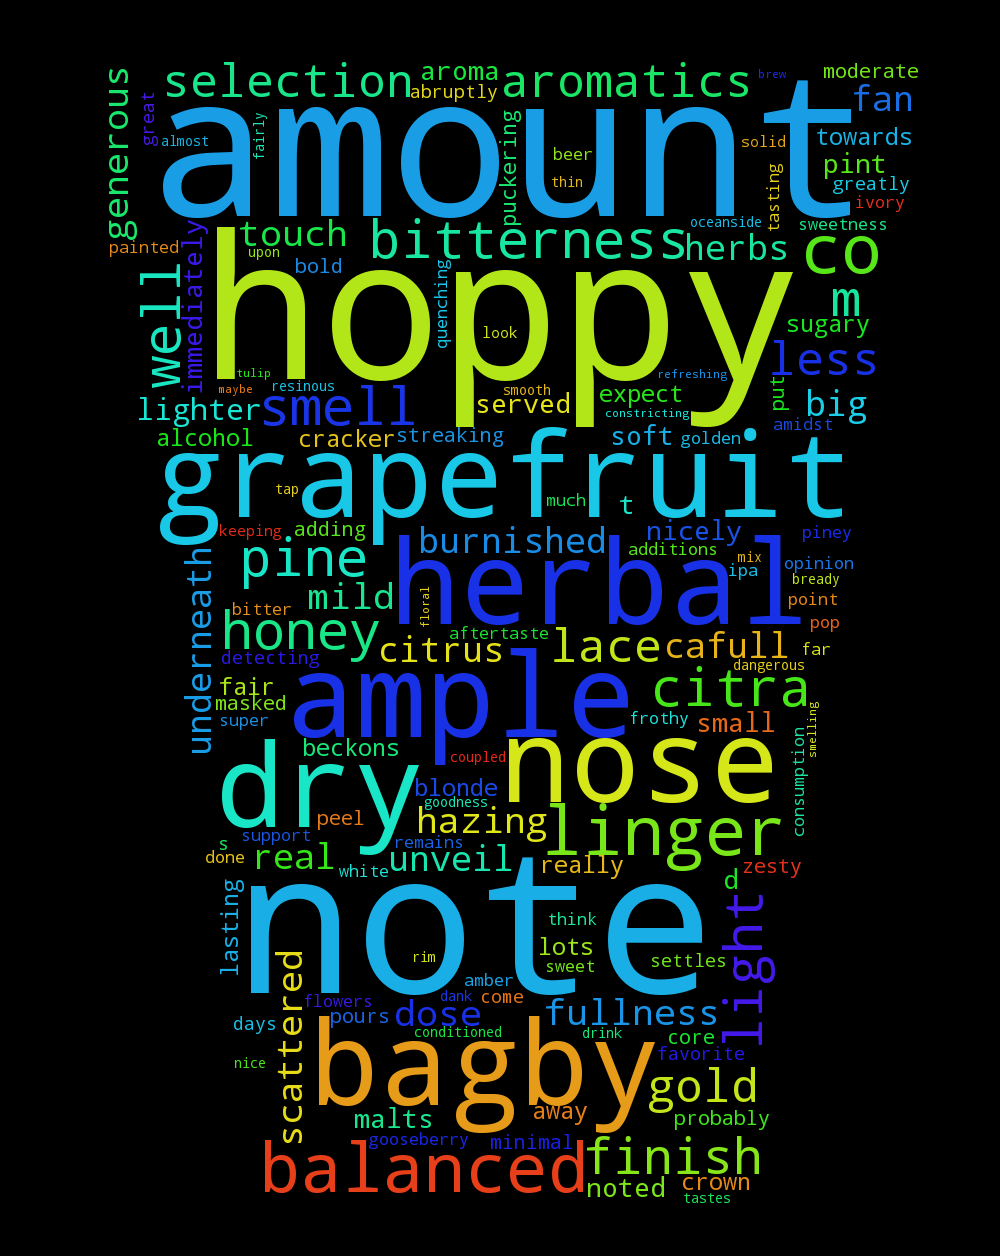 generous
great
selection
aroma
abruptly
aromatics
brew
moderate
fan
almost
fairly
amount
puckering
beer
thin
solid
tasting
towards
pint
greatly
ivory
painted
immediately
touch
upon
bold
bitterness
quenching
oceanside
herbs
sweetness
co
m
sugary
well
hoppy
look
less
tulip
maybe
resinous
refreshing
lighter
smell
smooth
served
expect
constricting
put
big
amidst
alcohol
cracker
streaking
soft
golden
grapefruit
tap
much
t
keeping
adding
burnished
nicely
piney
additions
mix
ipa
opinion
bready
underneath
pine
herbal
mild
bitter
floral
point
pop
honey
aftertaste
citrus
lace
cafull
far
detecting
dangerous
fair
masked
super
ample
citra
frothy
small
smelling
beckons
coupled
nose
consumption
dry
blonde
goodness
peel
hazing
linger
support
s
remains
done
real
white
unveil
really
zesty
d
lasting
note
think
light
lots
rim
sweet
settles
scattered
amber
flowers
dank
come
pours
dose
fullness
days
conditioned
drink
core
favorite
nice
bagby
gold
malts
away
probably
gooseberry
minimal
balanced
finish
noted
crown
tastes